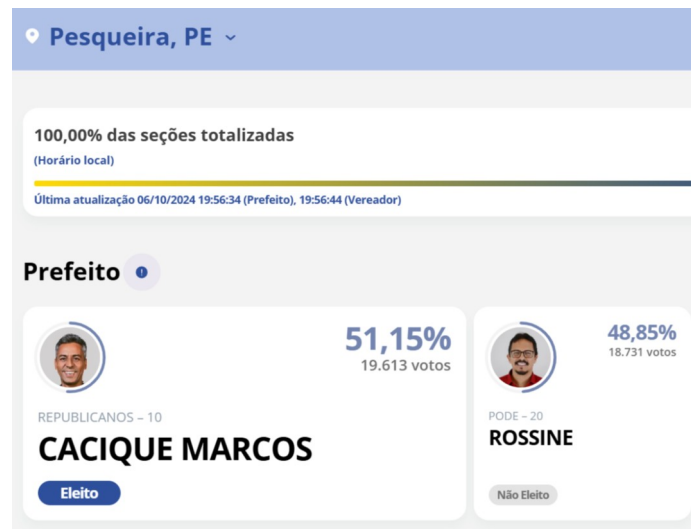 Pesqueira, PE
100,00% das seções totalizadas
(Horário local)
Última atualização 06/10/2024 19:56:34 (Prefeito), 19:56:44 (Vereador)
Prefeito
51,15%
19.613 votos
REPUBLICANOS – 10
CACIQUE MARCOS
Eleito
48,85%
18.731 votos
PODE – 20
ROSSINE
Não Eleito